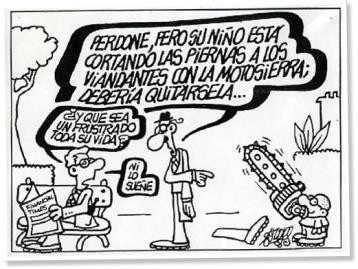 PERDONE, PERO SU NIÑO ESTÁ
CORTANDO LAS PIERNAS A LOS
VIANDANTES CON LA MOTOSIERRA;
DEBERÍA QUITÁRSELA...
¿Y QUE SEA
UN FRUSTRADO
TODA SU VIDA?
NI
LO
SUEÑE
FINANCIAL
TIMES